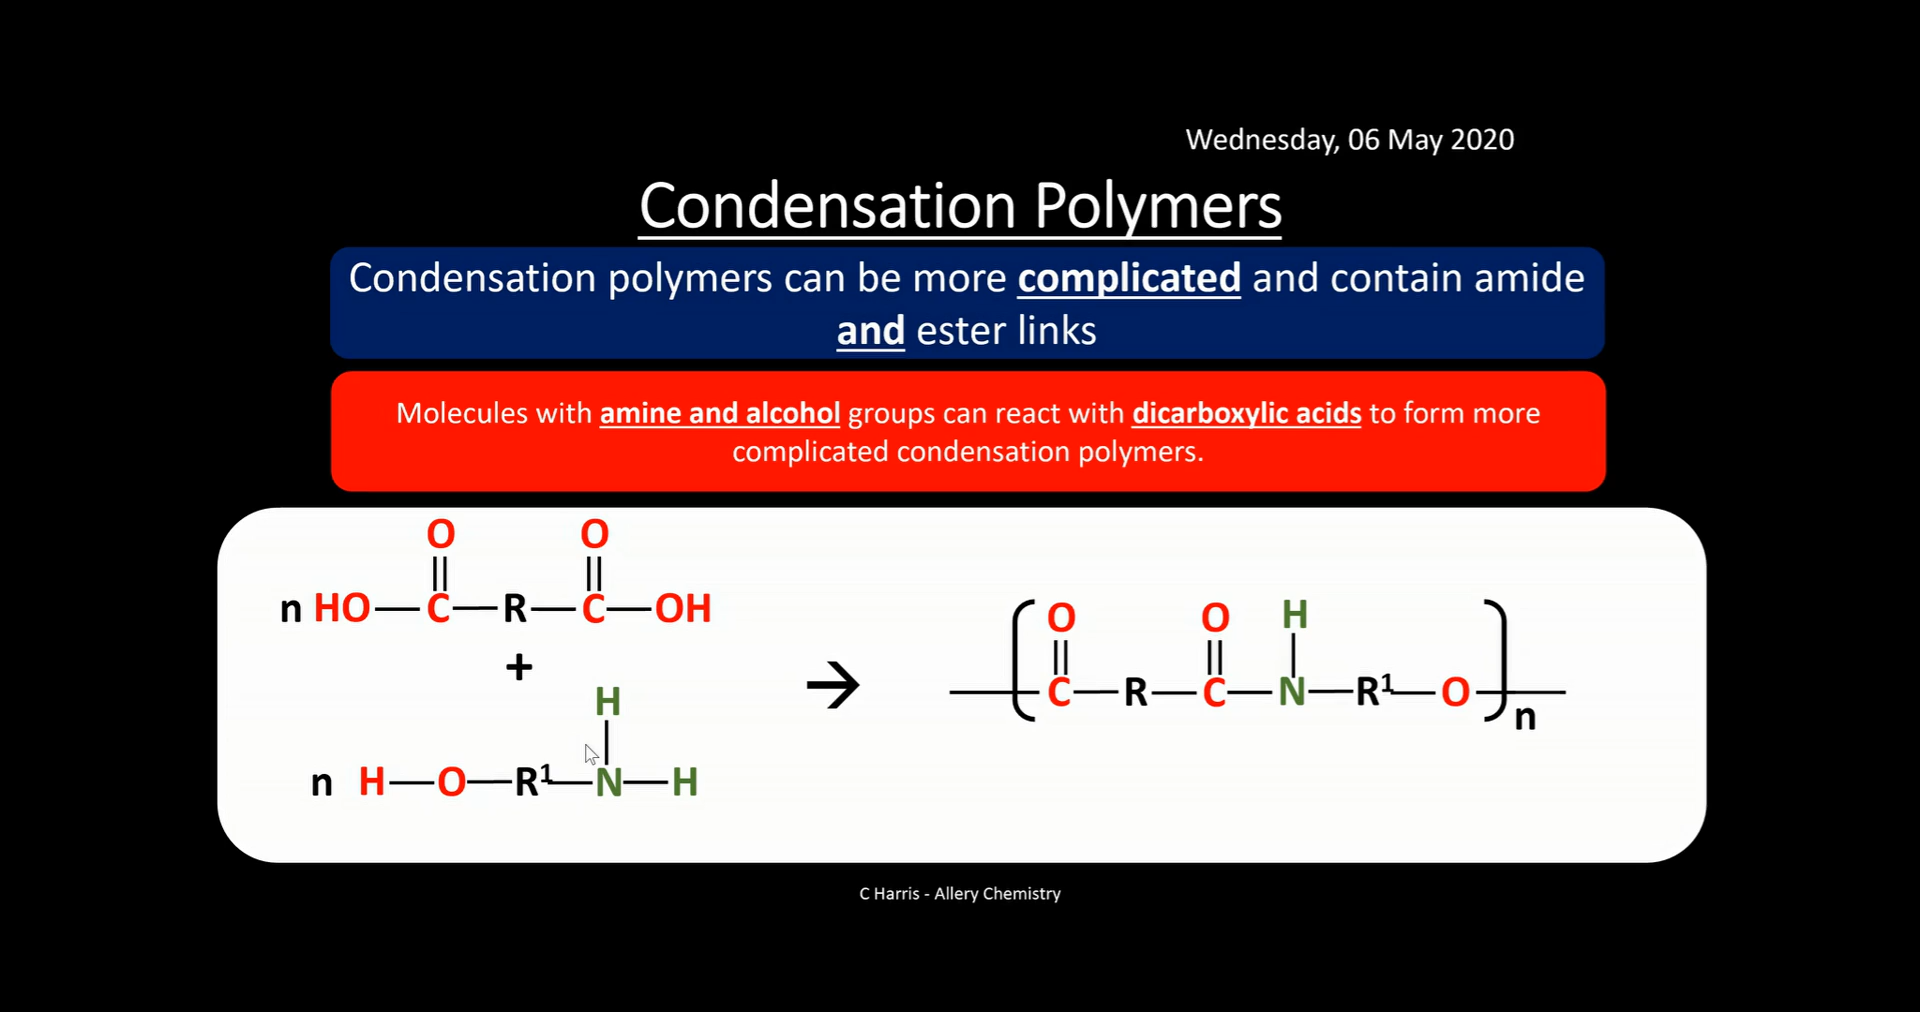 Wednesday, 06 May 2020
Condensation Polymers
Condensation polymers can be more complicated and contain amide
and ester links
Molecules with amine and alcohol groups can react with dicarboxylic acids to form more
complicated condensation polymers.
O O
n HO C R C OH
+
H
n H O R¹ N H
→
O O H
C R C N R¹ O
n
C Harris - Allery Chemistry